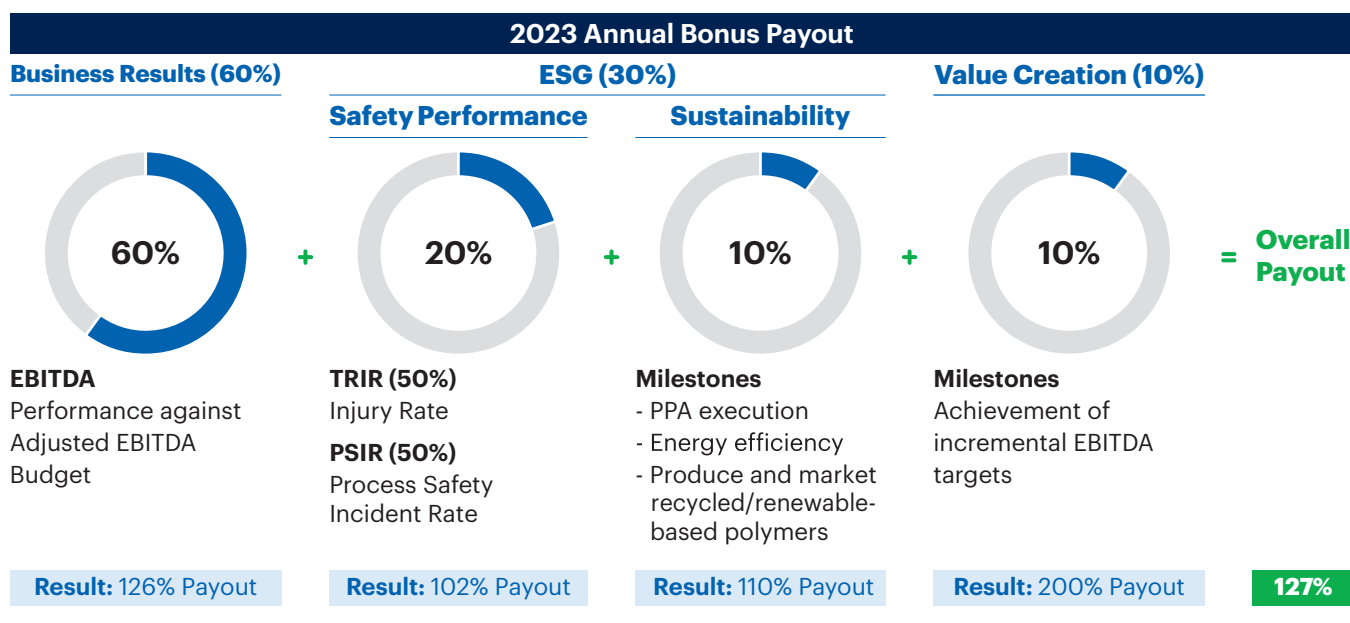 2023 Annual Bonus Payout
Business Results (60%)
ESG (30%)
Value Creation (10%)
Safety Performance
Sustainability
60%
+
20%
+
10%
+
10%
=
Overall
Payout
EBITDA
Performance against
Adjusted EBITDA
Budget
TRIR (50%)
Injury Rate
PSIR (50%)
Process Safety
Incident Rate
Milestones
- PPA execution
- Energy efficiency
- Produce and market
recycled/renewable-
based polymers
Milestones
Achievement of
incremental EBITDA
targets
Result: 126% Payout
Result: 102% Payout
Result: 110% Payout
Result: 200% Payout
127%